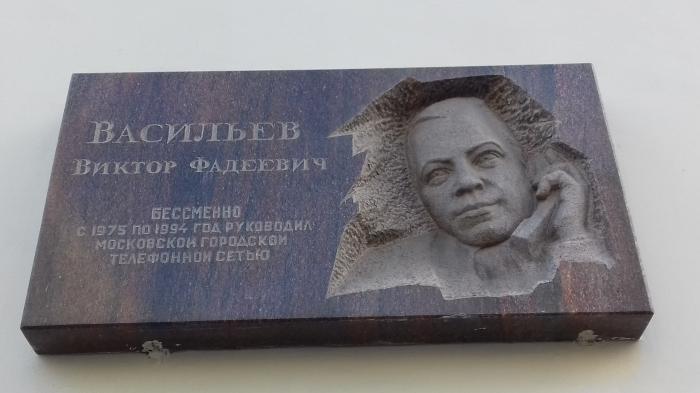 ВАСИЛЬЕВ
ВИКТОР ФАДЕЕВИЧ
БЕССМЕННО
С 1975 ПО 1994 ГОД РУКОВОДИЛ
МОСКОВСКОЙ ГОРОДСКОЙ
ТЕЛЕФОННОЙ СЕТЬЮ